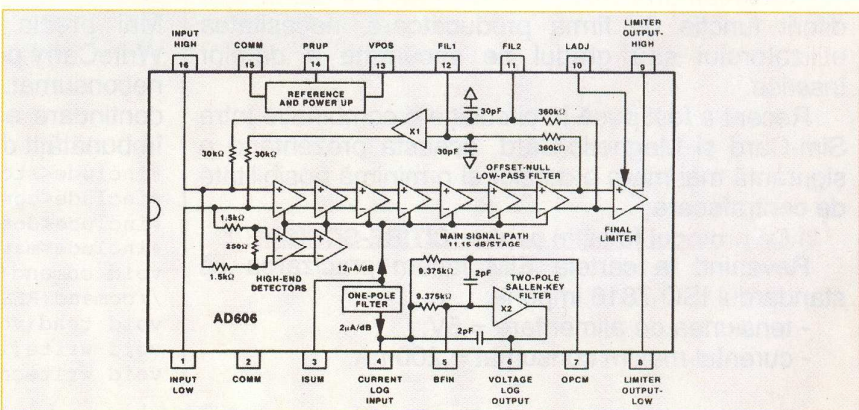 INPUT HIGH
COMM
PRUP
VPOS
FIL1
FIL2
LADJ
LIMITER OUTPUT-HIGH
16
15
14
13
12
11
10
9
REFERENCE
AND POWER UP
30pF
360kΩ
X1
360kΩ
30pF
30kΩ
30kΩ
OFFSET-NULL
LOW-PASS FILTER
1.5kΩ
250Ω
1.5kΩ
MAIN SIGNAL PATH
11.15 dB/STAGE
FINAL
LIMITER
HIGH-END
DETECTORS
12µA/dB
9.375kΩ
2pF
TWO-POLE
SALLEN-KEY
FILTER
ONE-POLE
FILTER
9.375kΩ
X2
AD606
2µA/dB
2pF
1
2
3
4
5
6
7
8
INPUT LOW
COMM
ISUM
CURRENT LOG INPUT
BFIN
VOLTAGE LOG OUTPUT
OPCM
LIMITER OUTPUT-LOW